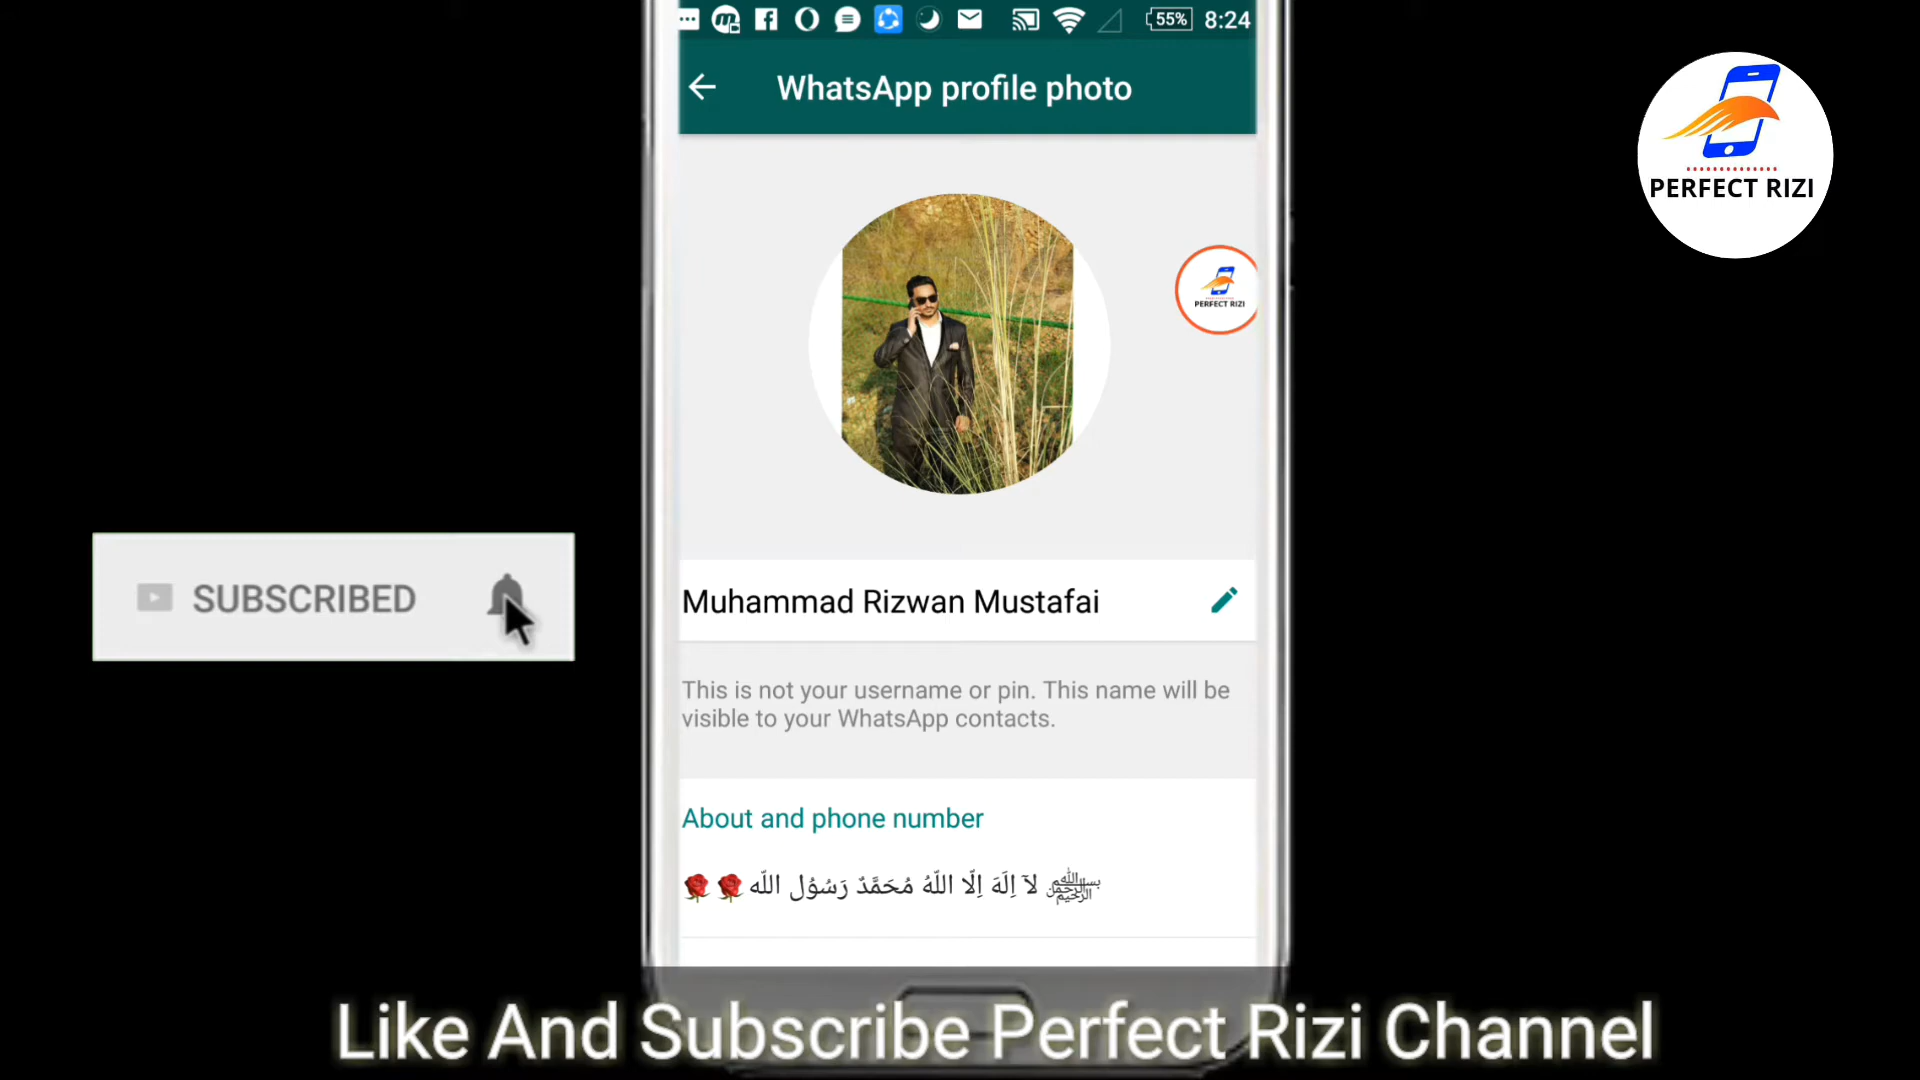 55% 8:24
WhatsApp profile photo
PERFECT RIZI
PERFECT RIZI
SUBSCRIBED
Muhammad Rizwan Mustafai
This is not your username or pin. This name will be
visible to your WhatsApp contacts.
About and phone number
﷽ لآ اِلَهَ اِلّا اللّهُ مُحَمَّدٌ رَسُوُل اللّه🌹🌹
Like And Subscribe Perfect Rizi Channel